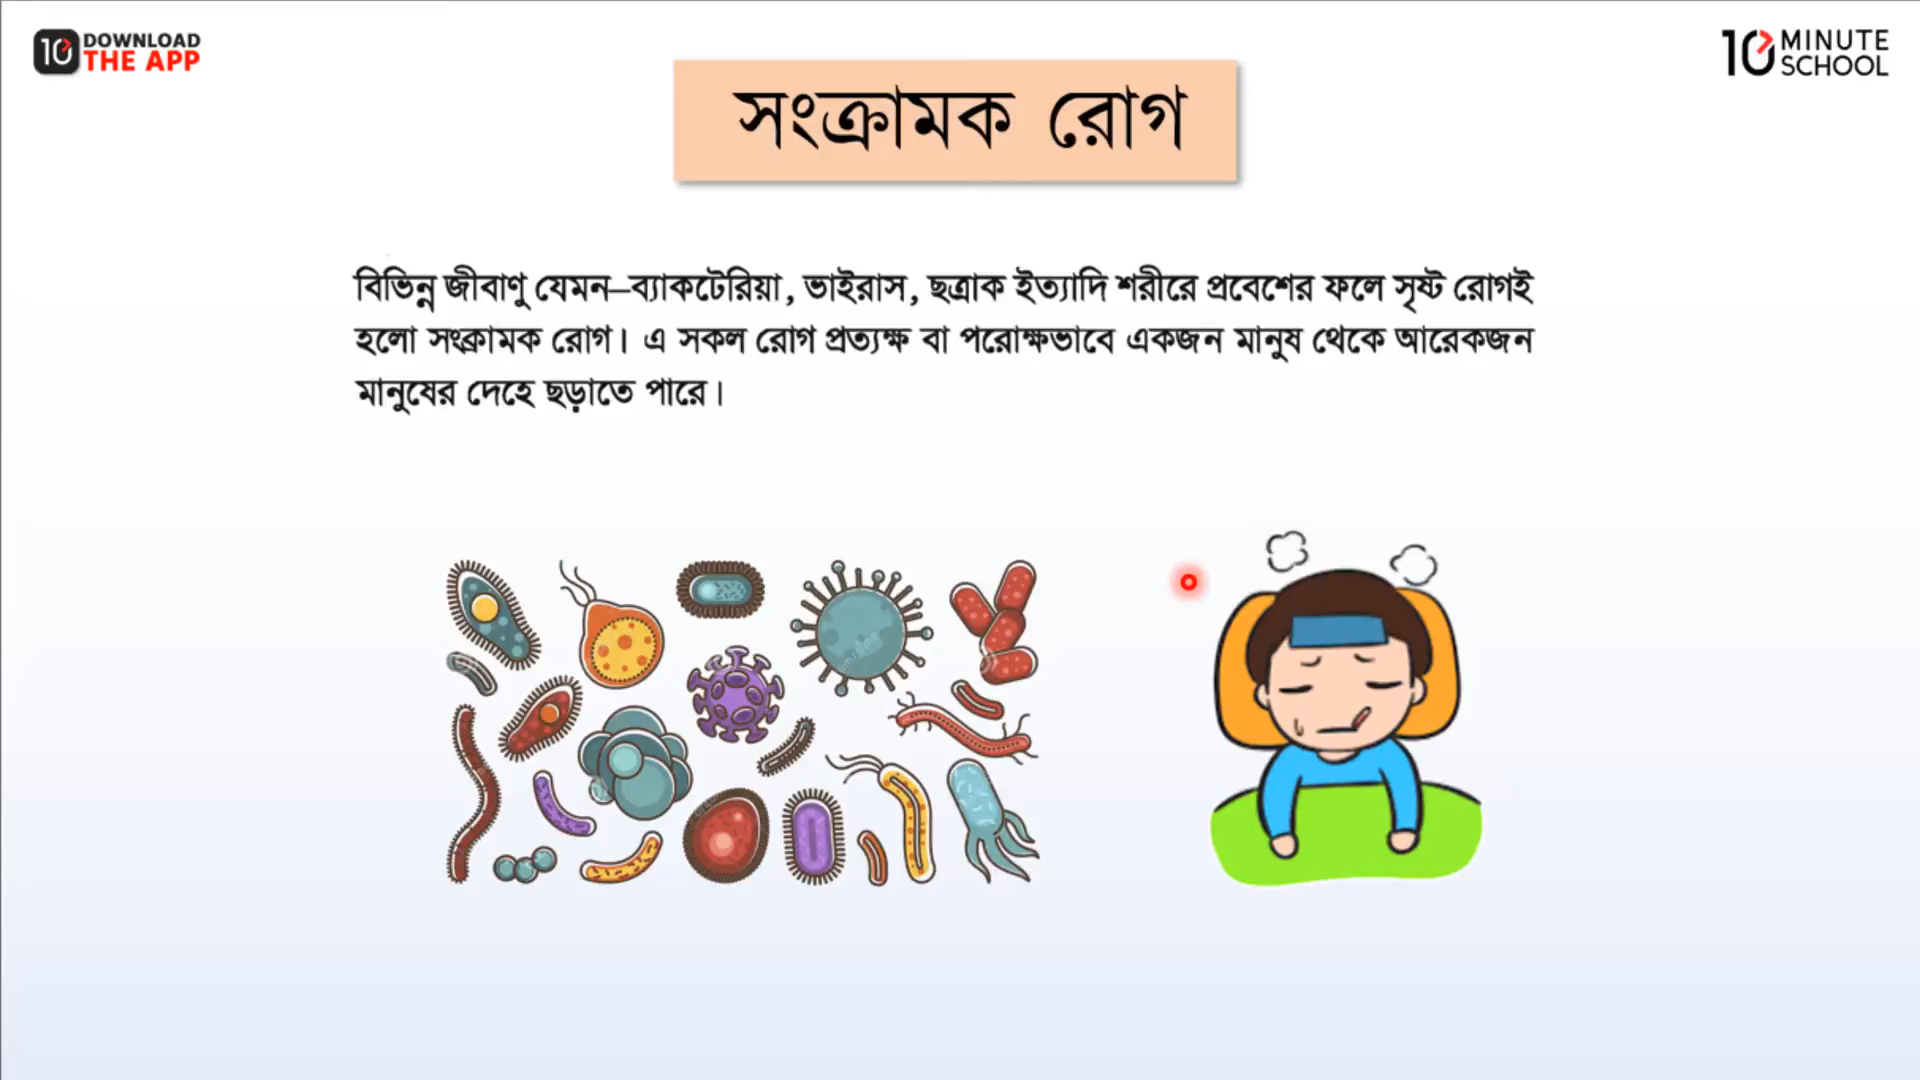 10 DOWNLOAD
THE APP
10 MINUTE
SCHOOL
সংক্রামক রোগ
বিভিন্ন জীবাণু যেমন–ব্যাকটেরিয়া, ভাইরাস, ছত্রাক ইত্যাদি শরীরে প্রবেশের ফলে সৃষ্ট রোগই
হলো সংক্রামক রোগ। এ সকল রোগ প্রত্যক্ষ বা পরোক্ষভাবে একজন মানুষ থেকে আরেকজন
মানুষের দেহে ছড়াতে পারে।